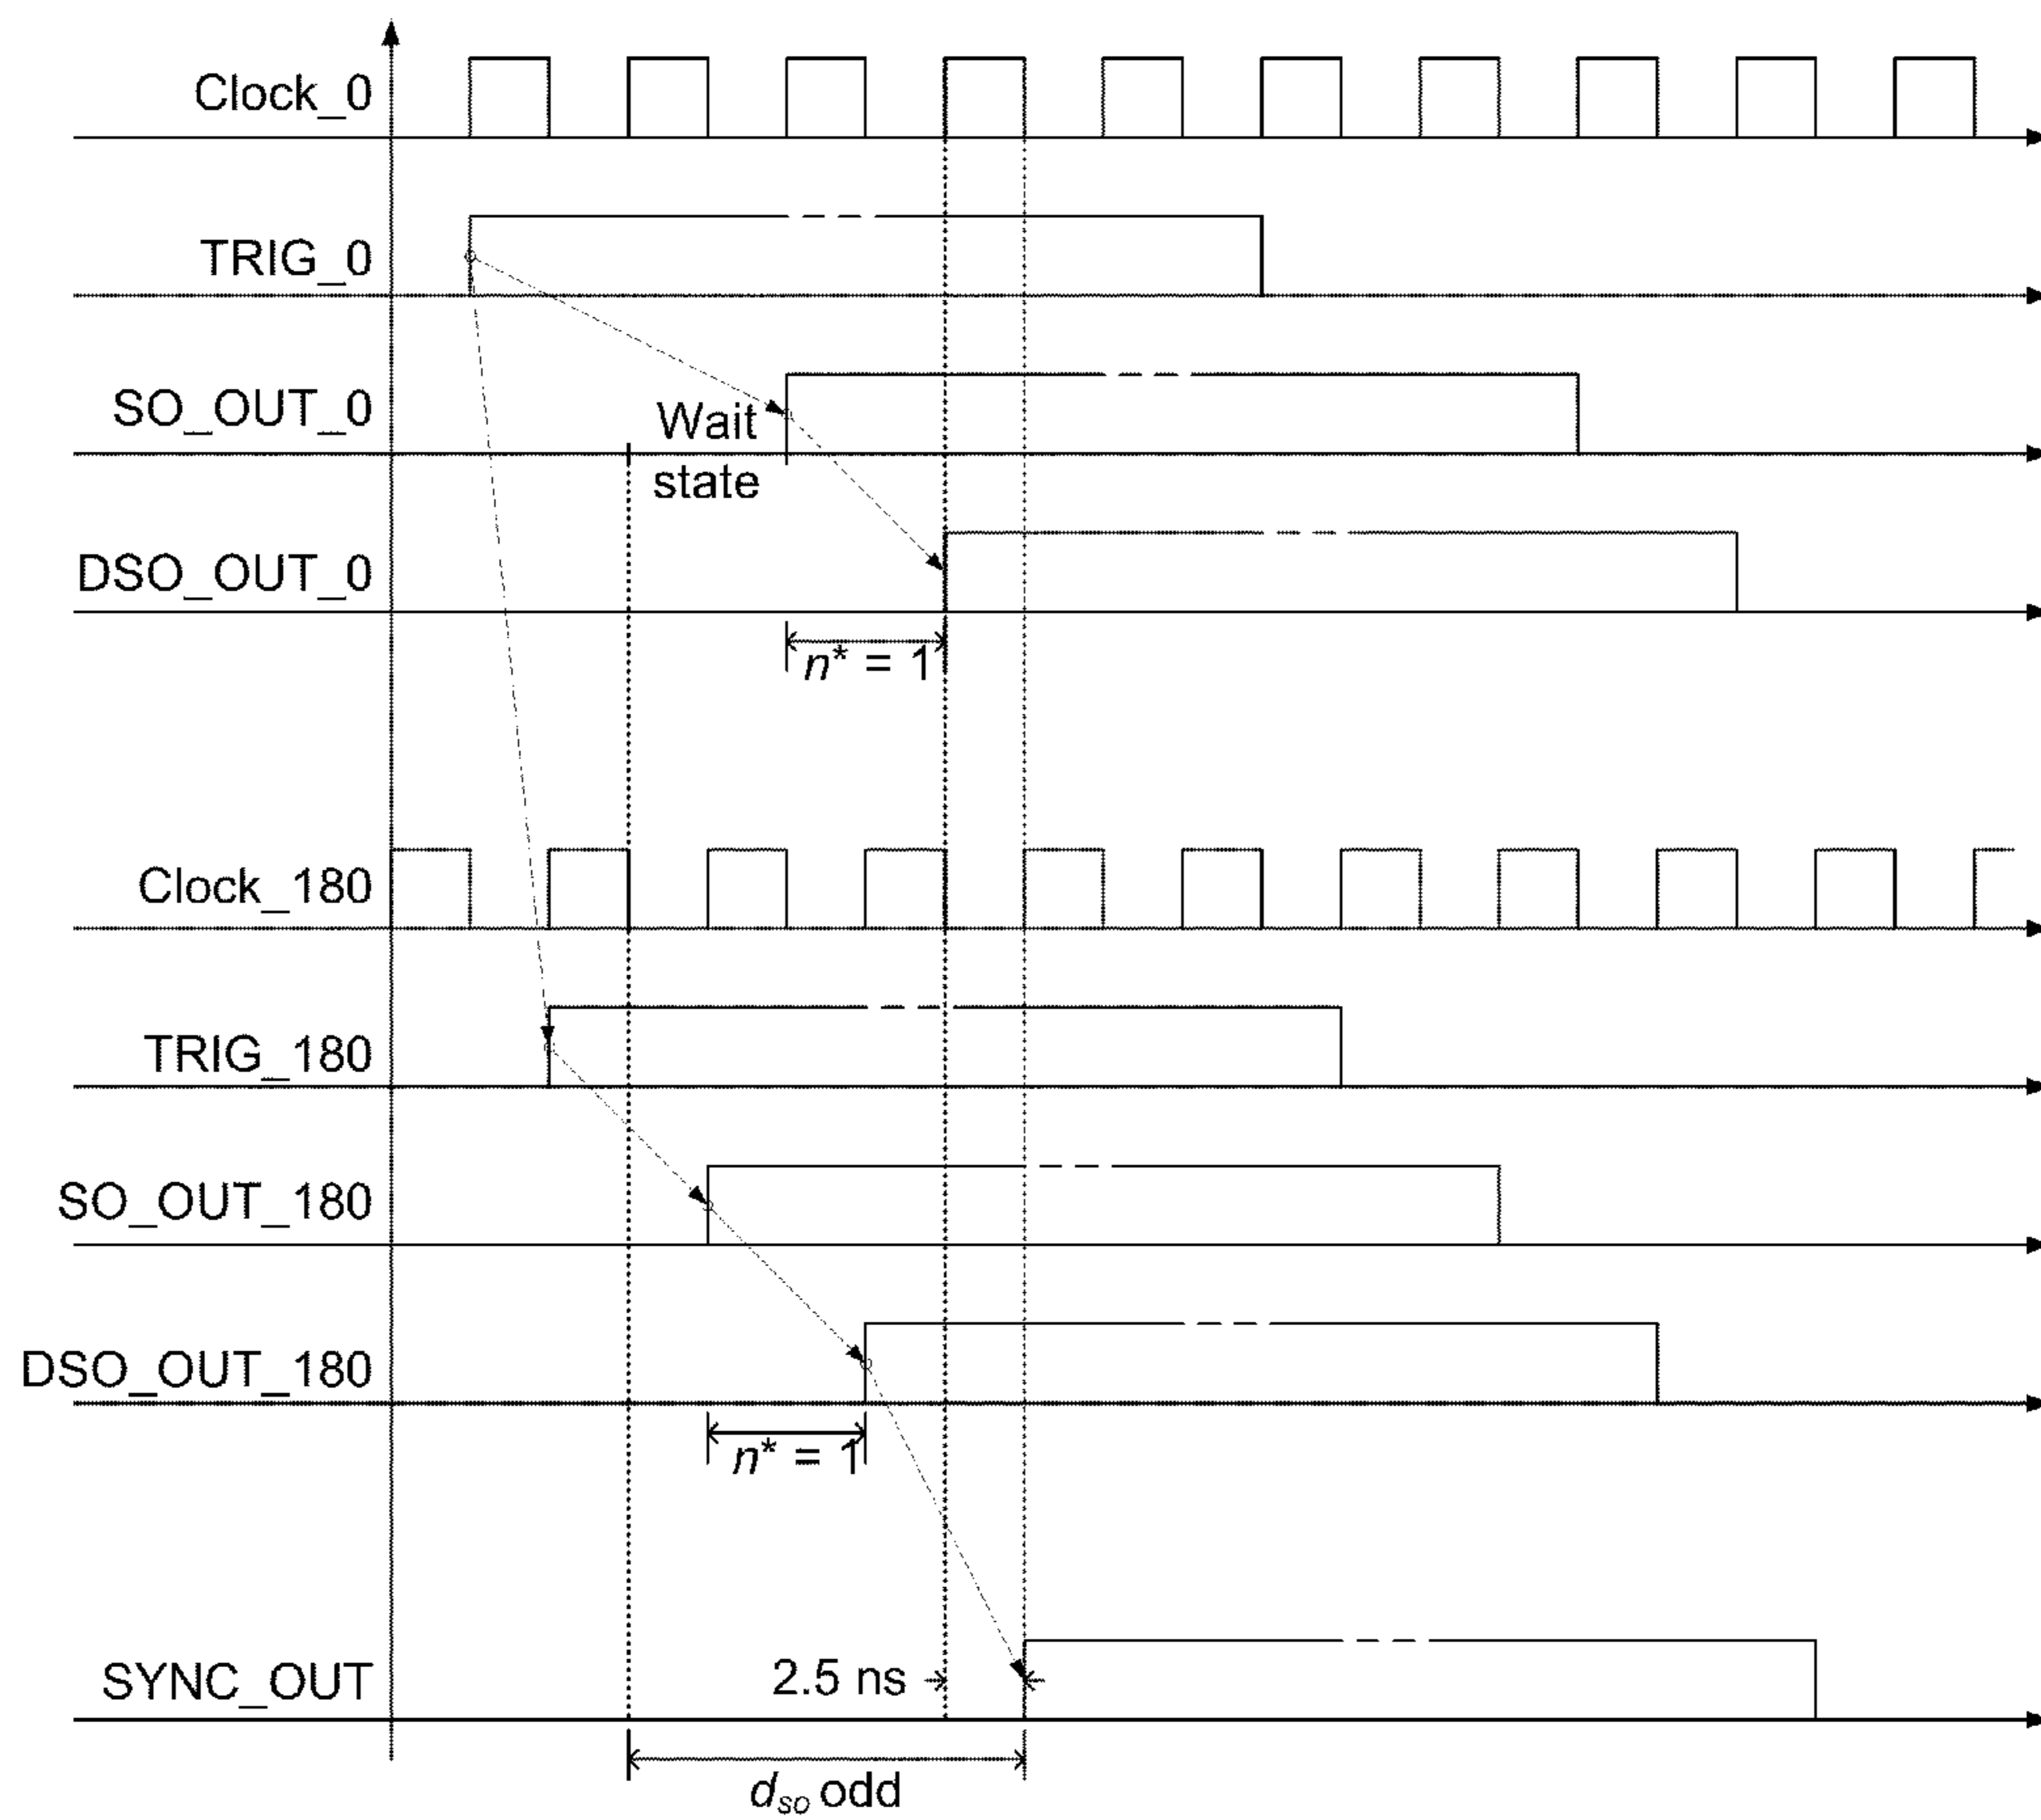 Clock_0
TRIG_0
SO_OUT_0
Wait
state
DSO_OUT_0
n* = 1
Clock_180
TRIG_180
SO_OUT_180
DSO_OUT_180
n* = 1
SYNC_OUT
2.5 ns
dso odd